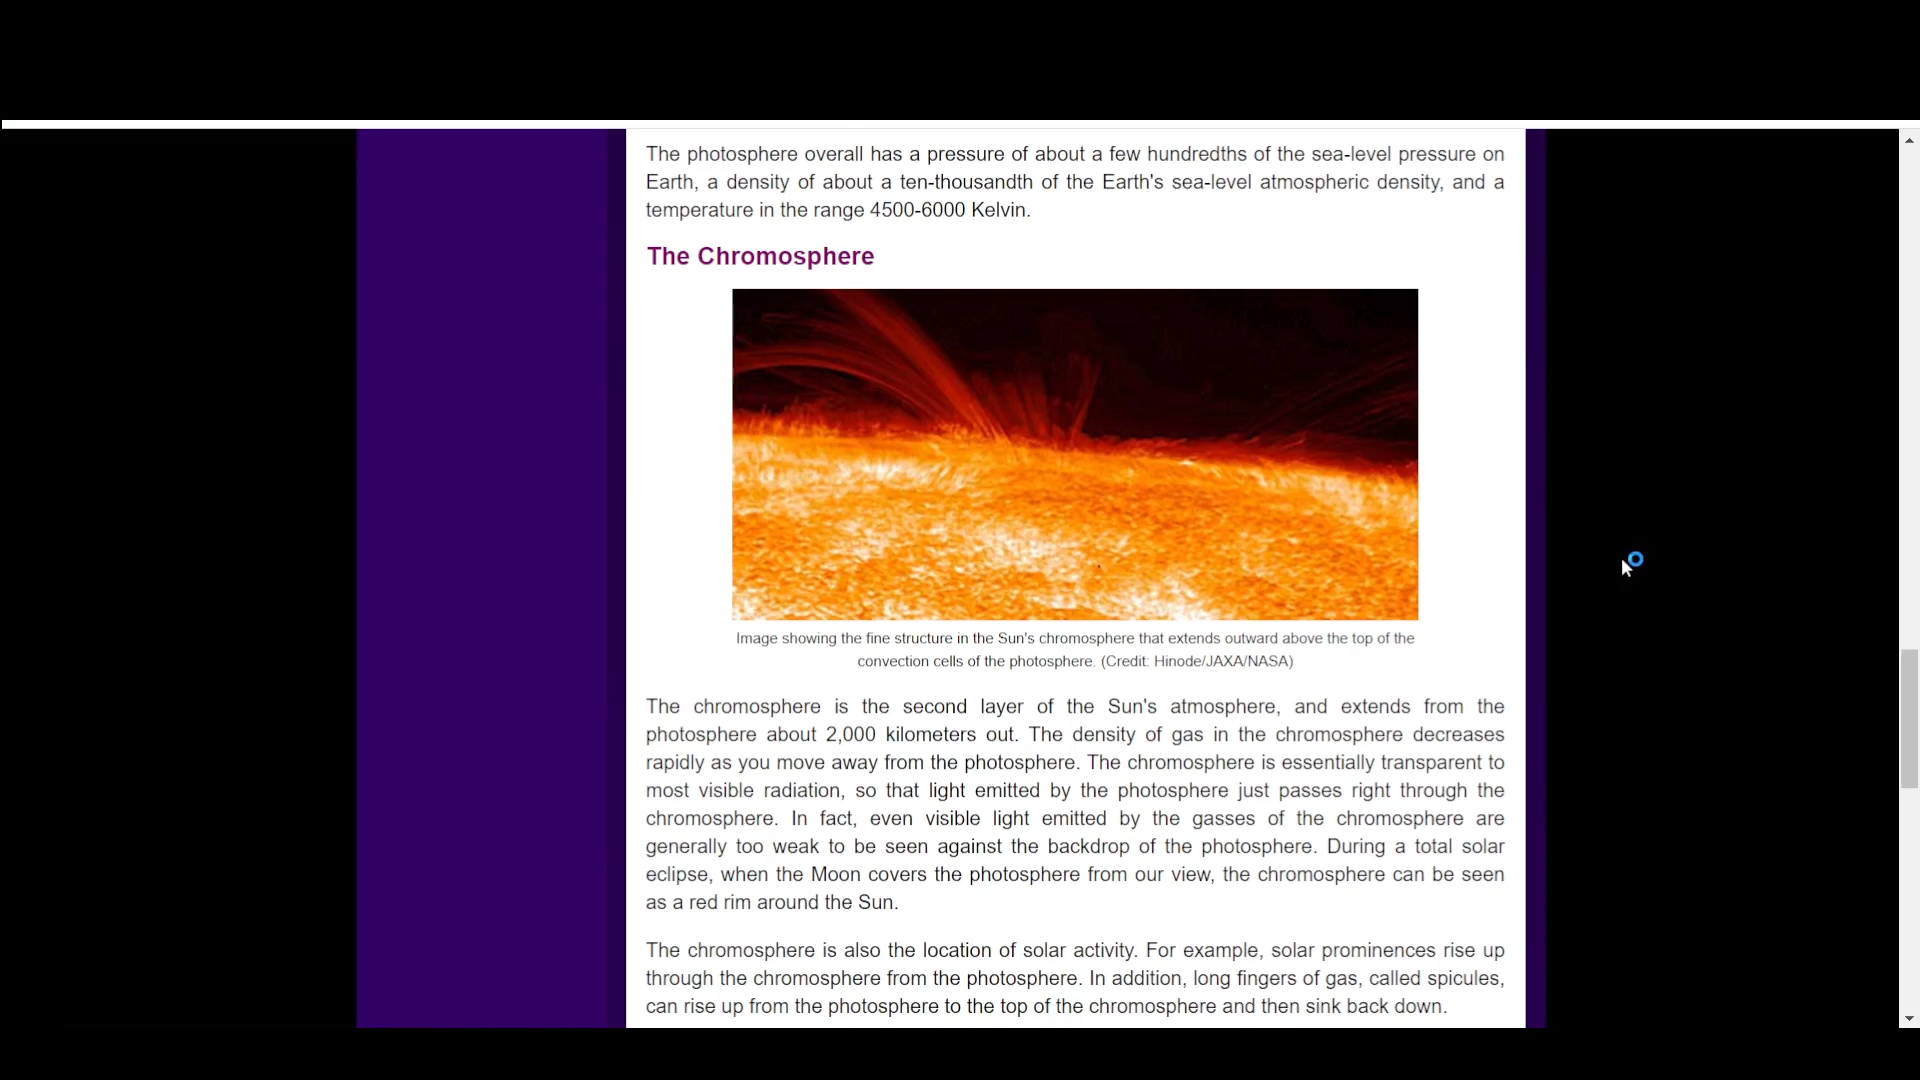 The photosphere overall has a pressure of about a few hundredths of the sea-level pressure on
Earth, a density of about a ten-thousandth of the Earth's sea-level atmospheric density, and a
temperature in the range 4500-6000 Kelvin.
The Chromosphere
Image showing the fine structure in the Sun's chromosphere that extends outward above the top of the
convection cells of the photosphere. (Credit: Hinode/JAXA/NASA)
The chromosphere is the second layer of the Sun's atmosphere, and extends from the
photosphere about 2,000 kilometers out. The density of gas in the chromosphere decreases
rapidly as you move away from the photosphere. The chromosphere is essentially transparent to
most visible radiation, so that light emitted by the photosphere just passes right through the
chromosphere. In fact, even visible light emitted by the gasses of the chromosphere are
generally too weak to be seen against the backdrop of the photosphere. During a total solar
eclipse, when the Moon covers the photosphere from our view, the chromosphere can be seen
as a red rim around the Sun.
The chromosphere is also the location of solar activity. For example, solar prominences rise up
through the chromosphere from the photosphere. In addition, long fingers of gas, called spicules,
can rise up from the photosphere to the top of the chromosphere and then sink back down.